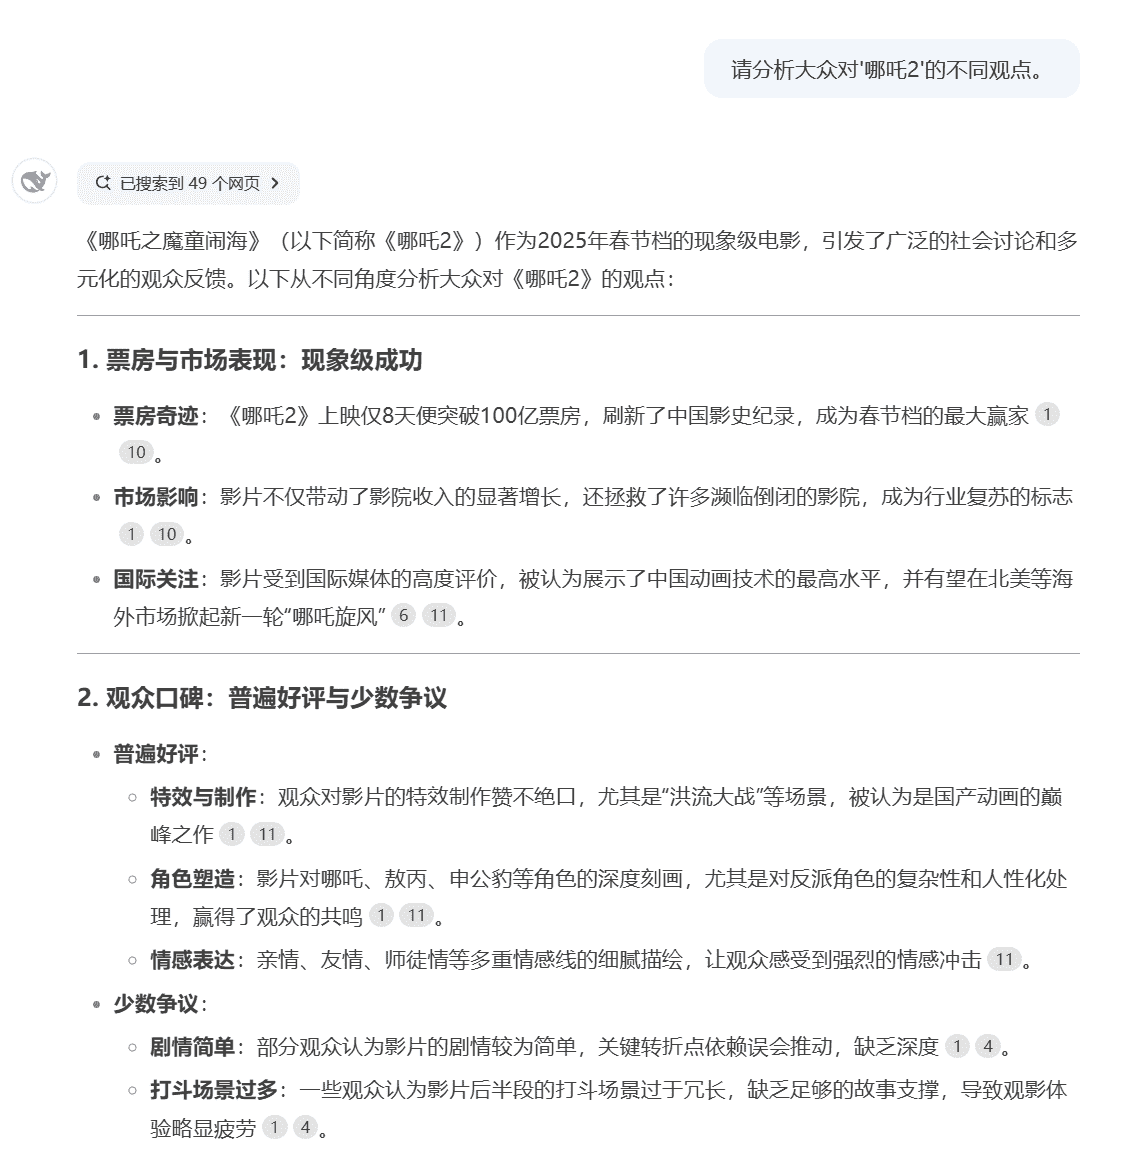 请分析大众对'哪吒2'的不同观点。
已搜索到 49 个网页
《哪吒之魔童闹海》（以下简称《哪吒2》）作为2025年春节档的现象级电影，引发了广泛的社会讨论和多
元化的观众反馈。以下从不同角度分析大众对《哪吒2》的观点：
1. 票房与市场表现：现象级成功
票房奇迹：《哪吒2》上映仅8天便突破100亿票房，刷新了中国影史纪录，成为春节档的最大赢家 1
10 。
市场影响：影片不仅带动了影院收入的显著增长，还拯救了许多濒临倒闭的影院，成为行业复苏的标志
1 10 。
国际关注：影片受到国际媒体的高度评价，被认为展示了中国动画技术的最高水平，并有望在北美等海
外市场掀起新一轮“哪吒旋风” 6 11 。
2. 观众口碑：普遍好评与少数争议
普遍好评：
特效与制作：观众对影片的特效制作赞不绝口，尤其是“洪流大战”等场景，被认为是国产动画的巅
峰之作 1 11 。
角色塑造：影片对哪吒、敖丙、申公豹等角色的深度刻画，尤其是对反派角色的复杂性和人性化处
理，赢得了观众的共鸣 1 11 。
情感表达：亲情、友情、师徒情等多重情感线的细腻描绘，让观众感受到强烈的情感冲击 11 。
少数争议：
剧情简单：部分观众认为影片的剧情较为简单，关键转折点依赖误会推动，缺乏深度 1 4 。
打斗场景过多：一些观众认为影片后半段的打斗场景过于冗长，缺乏足够的故事支撑，导致观影体
验略显疲劳 1 4 。